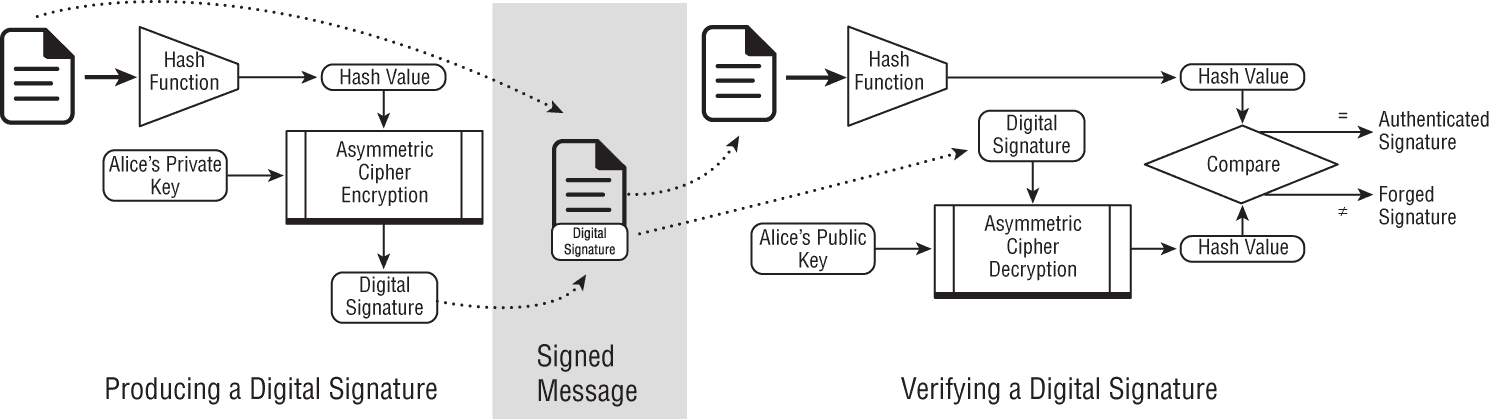 Hash
Function
Hash Value
Alice's Private
Key
Asymmetric
Cipher
Encryption
Digital
Signature
Producing a Digital Signature
Digital
Signature
Signed
Message
Hash
Function
Hash Value
Digital
Signature
Alice's Public
Key
Asymmetric
Cipher
Decryption
Hash Value
Compare
=
Authenticated
Signature
≠
Forged
Signature
Verifying a Digital Signature